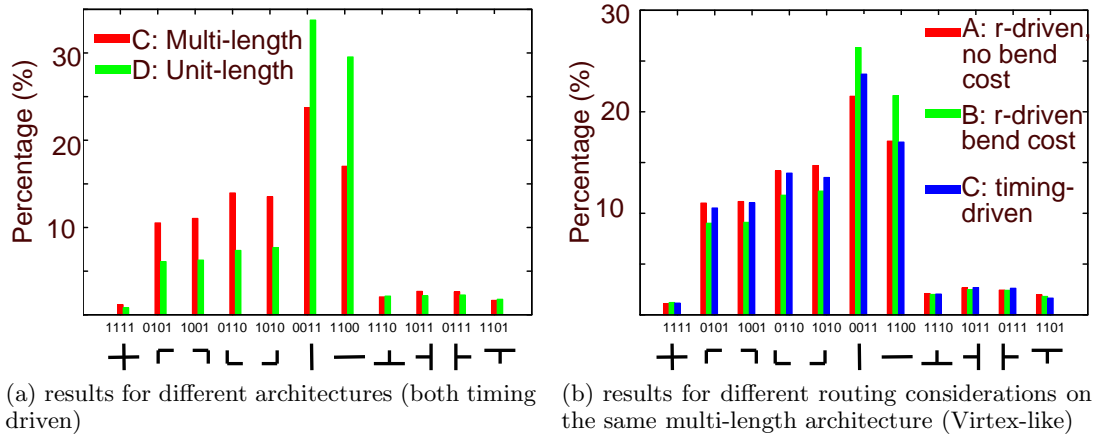 Percentage (%)
30
20
10
C: Multi-length
D: Unit-length
1111 0101 1001 0110 1010 0011 1100 1110 1011 0111 1101
(a) results for different architectures (both timing
driven)
Percentage (%)
30
20
10
0
A: r-driven,
no bend
cost
B: r-driven
bend cost
C: timing-
driven
1111 0101 1001 0110 1010 0011 1100 1110 1011 0111 1101
(b) results for different routing considerations on
the same multi-length architecture (Virtex-like)